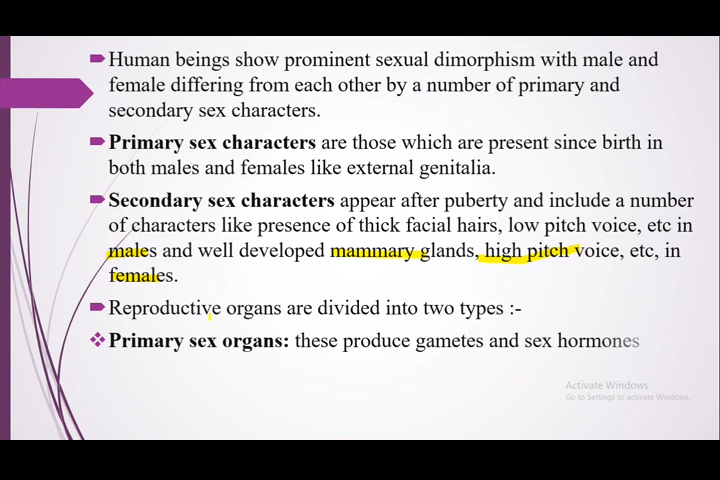 Human beings show prominent sexual dimorphism with male and
female differing from each other by a number of primary and
secondary sex characters.
Primary sex characters are those which are present since birth in
both males and females like external genitalia.
Secondary sex characters appear after puberty and include a number
of characters like presence of thick facial hairs, low pitch voice, etc in
males and well developed mammary glands, high pitch voice, etc, in
females.
Reproductive organs are divided into two types :-
Primary sex organs: these produce gametes and sex hormones
Activate Windows
Go to Settings to activate Windows.